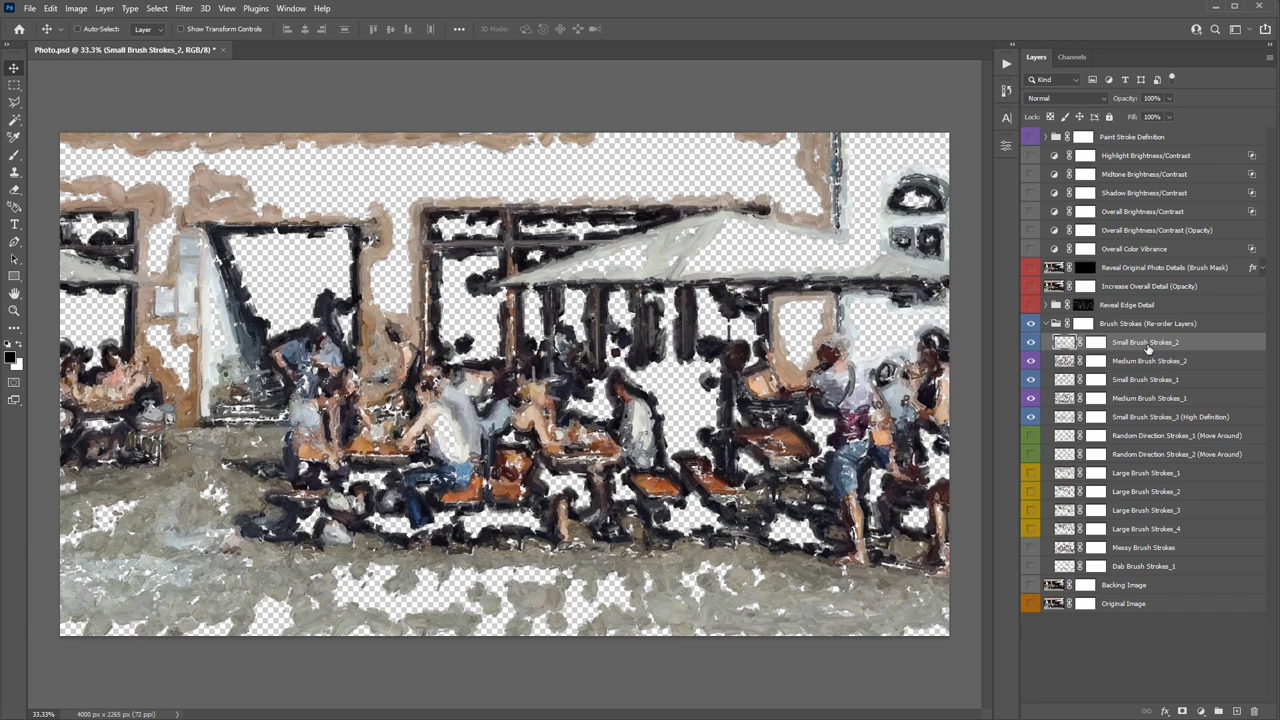 Ps File Edit Image Layer Type Select Filter 3D View Plugins Window Help
Auto-Select: Layer Show Transform Controls 3D Mode:
Photo.psd @ 33.3% (Small Brush Strokes_2, RGB/8) *
Layers Channels
Kind
Normal Opacity: 100%
Lock: Fill: 100%
Paint Stroke Definition
Highlight Brightness/Contrast
Midtone Brightness/Contrast
Shadow Brightness/Contrast
Overall Brightness/Contrast
Overall Brightness/Contrast (Opacity)
Overall Color Vibrance
Reveal Original Photo Details (Brush Mask) fx
Increase Overall Detail (Opacity)
Reveal Edge Detail
Brush Strokes (Re-order Layers)
Small Brush Strokes_2
Medium Brush Strokes_2
Small Brush Strokes_1
Medium Brush Strokes_1
Small Brush Strokes_3 (High Definition)
Random Direction Strokes_1 (Move Around)
Random Direction Strokes_2 (Move Around)
Large Brush Strokes_1
Large Brush Strokes_2
Large Brush Strokes_3
Large Brush Strokes_4
Messy Brush Strokes
Dab Brush Strokes_1
Backing Image
Original Image
33.33% 4000 px x 2265 px (72 ppi)
fx